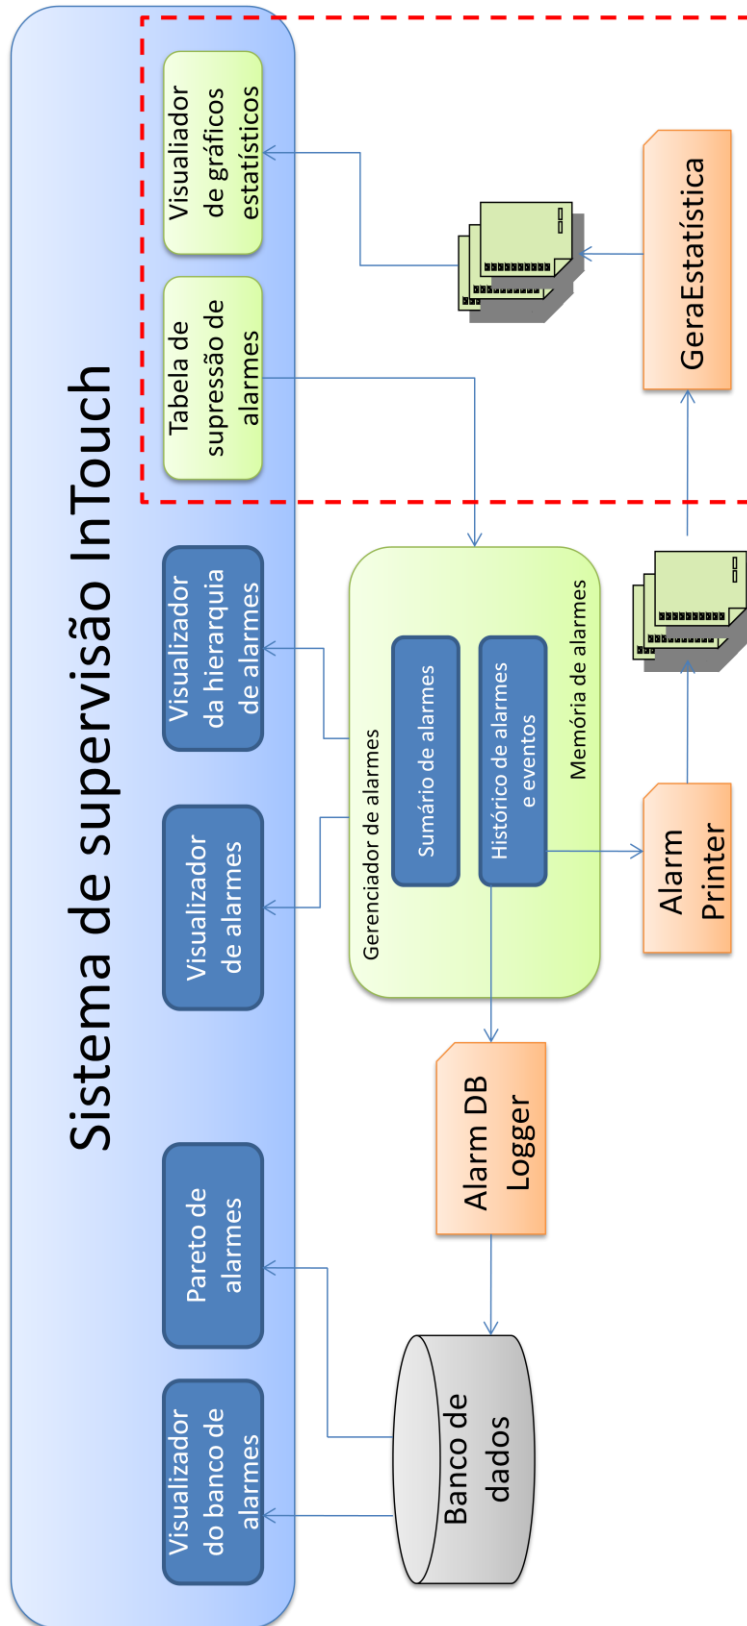 Sistema de supervisão InTouch
Visualizador
do banco de
alarmes
Pareto de
alarmes
Visualizador
de alarmes
Visualizador
da hierarquia
de alarmes
Tabela de
supressão de
alarmes
Visualiador
de gráficos
estatísticos
Gerenciador de alarmes
Sumário de alarmes
Histórico de alarmes
e eventos
Memória de alarmes
Banco de
dados
Alarm DB
Logger
Alarm
Printer
GeraEstatística